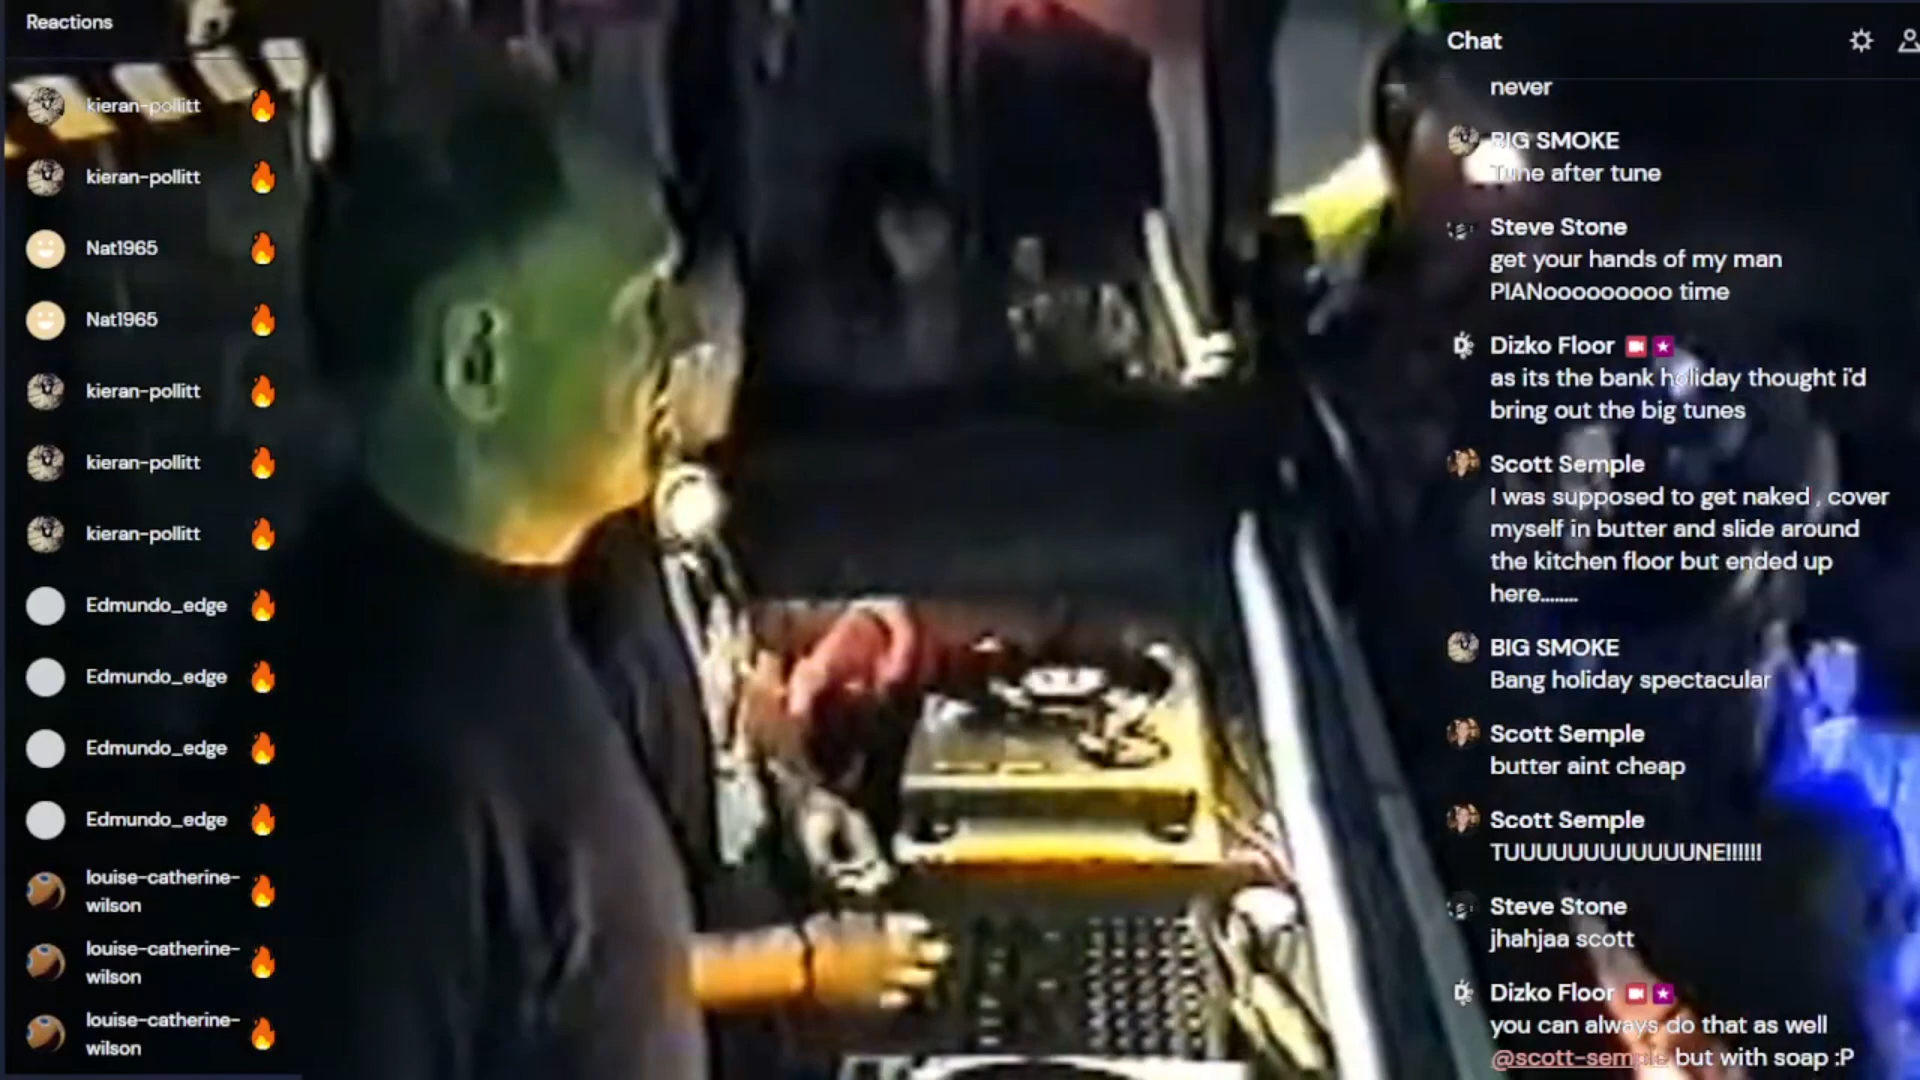 Reactions
kieran-pollitt
kieran-pollitt
Nat1965
Nat1965
kieran-pollitt
kieran-pollitt
kieran-pollitt
Edmundo_edge
Edmundo_edge
Edmundo_edge
Edmundo_edge
louise-catherine-
wilson
louise-catherine-
wilson
louise-catherine-
wilson
Chat
never
BIG SMOKE
Tune after tune
Steve Stone
get your hands of my man
PIANooooooooo time
Dizko Floor
as its the bank holiday thought i'd
bring out the big tunes
Scott Semple
I was supposed to get naked , cover
myself in butter and slide around
the kitchen floor but ended up
here........
BIG SMOKE
Bang holiday spectacular
Scott Semple
butter aint cheap
Scott Semple
TUUUUUUUUUUUUNE!!!!!!
Steve Stone
jhahjaa scott
Dizko Floor
you can always do that as well
@scott-semple but with soap :P